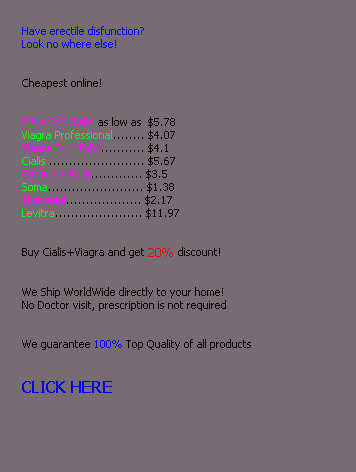 Have erectile disfunction?
Look no where else!
Cheapest online!
Cialis Soft Tabs as low as $5.78
Viagra Professional........ $4.07
Viagra Soft Tabs........... $4.1
Cialis........................ $5.67
............. $3.5
Soma........................ $1.38
Tramadol................... $2.17
Levitra...................... $11.97
Buy Cialis+Viagra and get 20% discount!
We Ship WorldWide directly to your home!
No Doctor visit, prescription is not required
We guarantee 100% Top Quality of all products
CLICK HERE